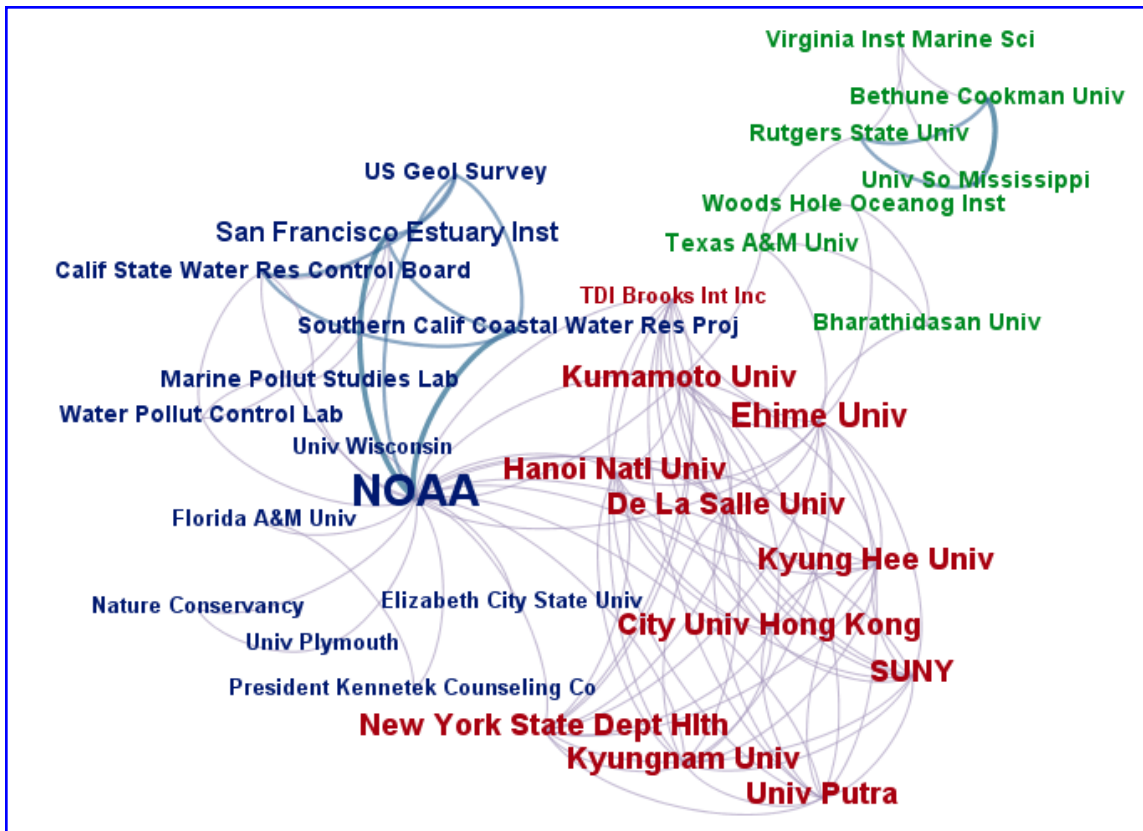 Virginia Inst Marine Sci
Bethune Cookman Univ
Rutgers State Univ
US Geol Survey
Univ So Mississippi
Woods Hole Oceanog Inst
San Francisco Estuary Inst
Texas A&M Univ
Calif State Water Res Control Board
TDI Brooks Int Inc
Southern Calif Coastal Water Res Proj
Bharathidasan Univ
Marine Pollut Studies Lab
Kumamoto Univ
Water Pollut Control Lab
Ehime Univ
Univ Wisconsin
Hanoi Natl Univ
NOAA
De La Salle Univ
Florida A&M Univ
Kyung Hee Univ
Nature Conservancy
Elizabeth City State Univ
City Univ Hong Kong
Univ Plymouth
SUNY
President Kennetek Counseling Co
New York State Dept Hlth
Kyungnam Univ
Univ Putra